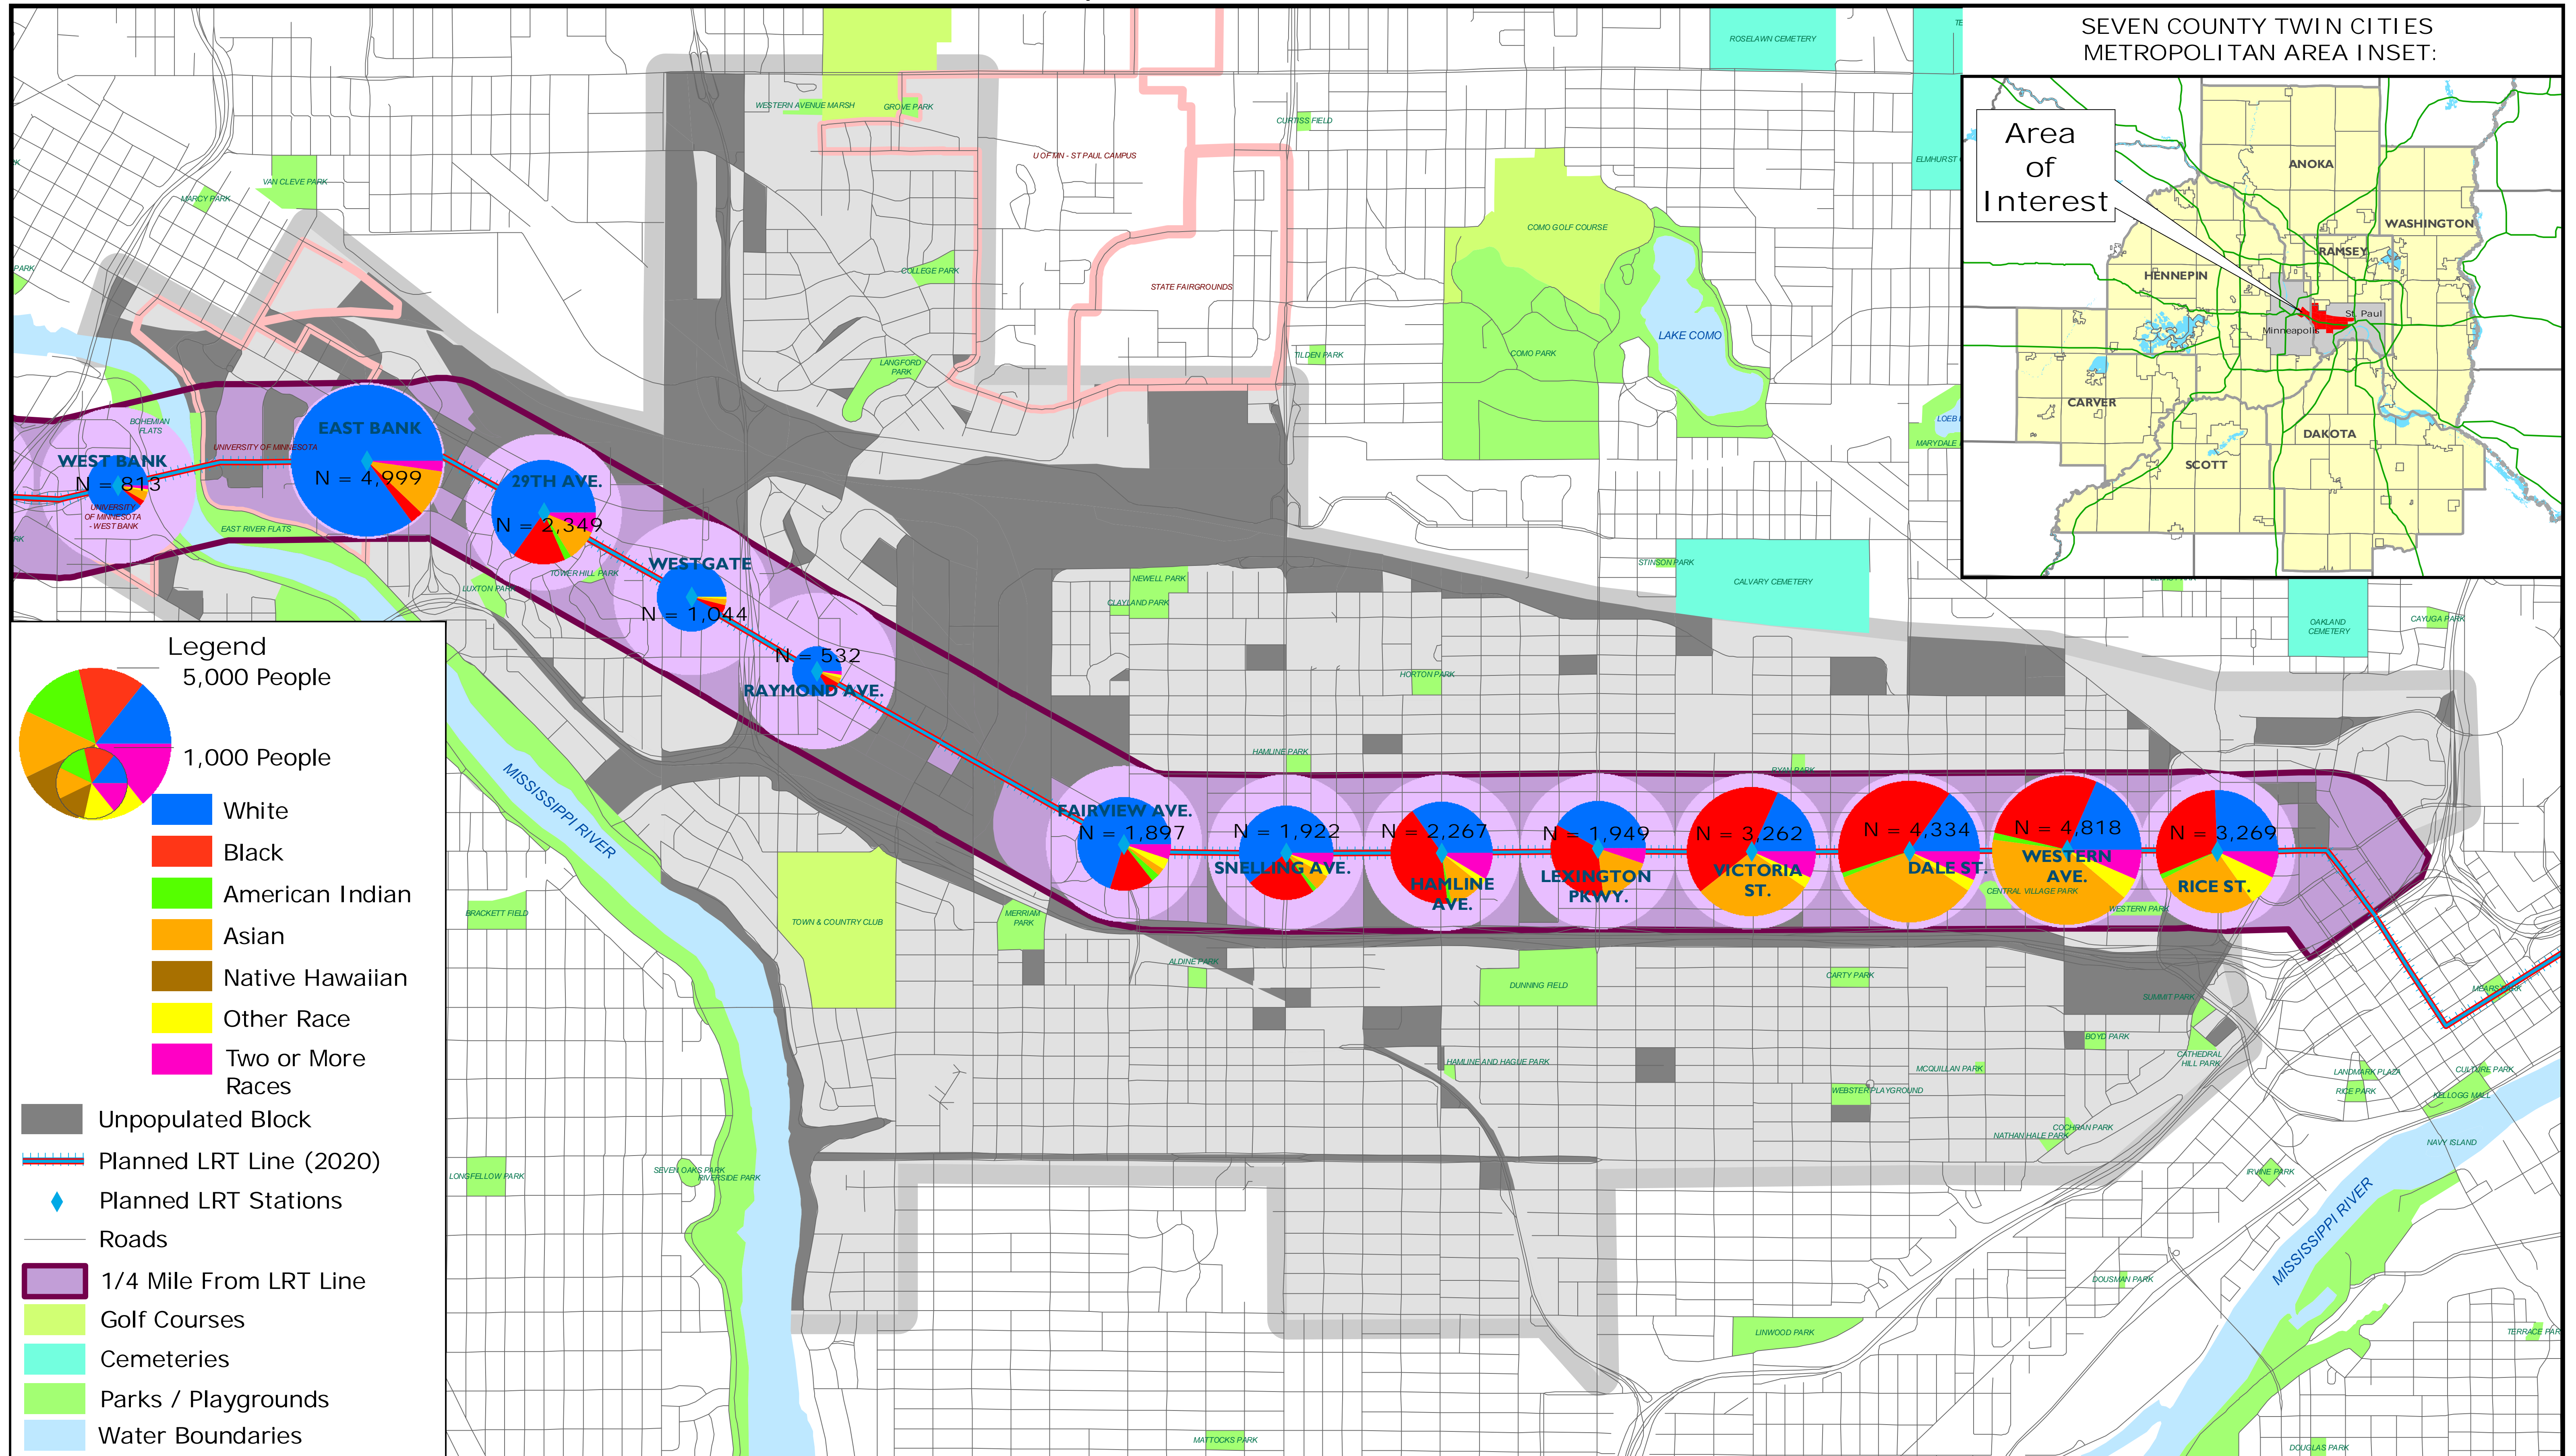 SEVEN COUNTY TWIN CITIES
METROPOLITAN AREA INSET:
Area
of
Interest
ANOKA
WASHINGTON
RAMSEY
HENNEPIN
St. Paul
Minneapolis
CARVER
DAKOTA
SCOTT
ROSELAWN CEMETERY
WESTERN AVENUE MARSH
GROVE PARK
CURTISS FIELD
U OF MN - ST PAUL CAMPUS
VAN CLEVE PARK
MARCY PARK
COMO GOLF COURSE
COLLEGE PARK
STATE FAIRGROUNDS
LAKE COMO
COMO PARK
TILDEN PARK
LANGFORD
PARK
BOHEMIAN
FLATS
UNIVERSITY OF MINNESOTA
EAST BANK
N = 4,999
WEST BANK
N = 813
UNIVERSITY
OF MINNESOTA
- WEST BANK
EAST RIVER FLATS
29TH AVE.
N = 2,349
TOWER HILL PARK
LUXTON PARK
WESTGATE
N = 1,044
N = 532
RAYMOND AVE.
NEWELL PARK
CLAYLAND PARK
STINSON PARK
CALVARY CEMETERY
OAKLAND
CEMETERY
CAYUGA PARK
HORTON PARK
HAMLINE PARK
RYAN PARK
FAIRVIEW AVE.
N = 1,897
N = 1,922
SNELLING AVE.
N = 2,267
HAMLINE
AVE.
N = 1,949
LEXINGTON
PKWY.
N = 3,262
VICTORIA
ST.
N = 4,334
DALE ST.
N = 4,818
WESTERN
AVE.
CENTRAL VILLAGE PARK
WESTERN PARK
N = 3,269
RICE ST.
MISSISSIPPI RIVER
BRACKETT FIELD
TOWN & COUNTRY CLUB
MERRIAM
PARK
ALDINE PARK
DUNNING FIELD
CARTY PARK
SUMMIT PARK
MEARS PARK
BOYD PARK
CATHEDRAL
HILL PARK
HAMLINE AND HAGUE PARK
MCQUILLAN PARK
WEBSTER PLAYGROUND
LANDMARK PLAZA
CULTURE PARK
RICE PARK
KELLOGG MALL
COCHRAN PARK
NATHAN HALE PARK
NAVY ISLAND
LONGFELLOW PARK
SEVEN OAKS PARK
RIVERSIDE PARK
IRVINE PARK
MISSISSIPPI RIVER
DOUSMAN PARK
LINWOOD PARK
MATTOCKS PARK
DOUGLAS PARK
Legend
5,000 People
1,000 People
White
Black
American Indian
Asian
Native Hawaiian
Other Race
Two or More
Races
Unpopulated Block
Planned LRT Line (2020)
Planned LRT Stations
Roads
1/4 Mile From LRT Line
Golf Courses
Cemeteries
Parks / Playgrounds
Water Boundaries